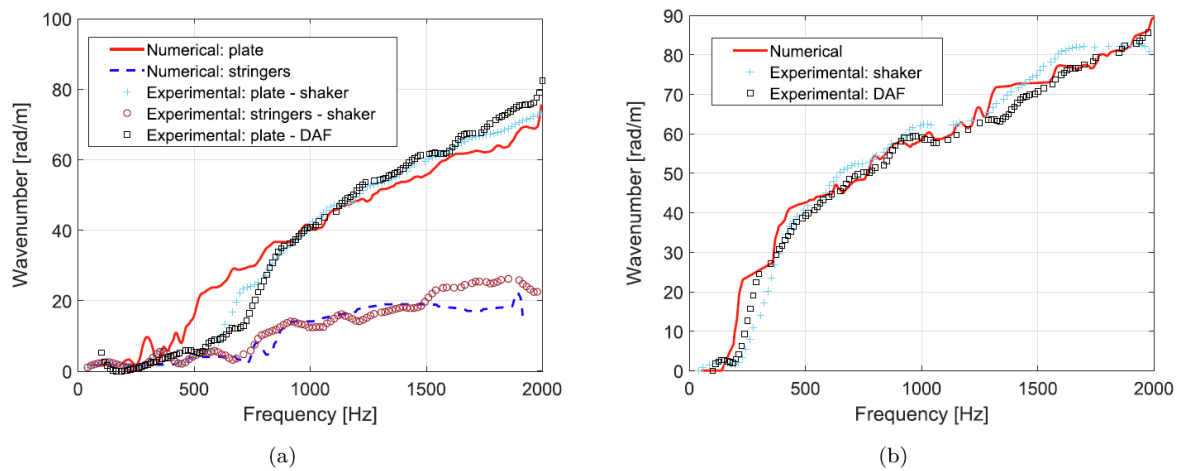 100
80
60
40
20
0
Wavenumber [rad/m]
Numerical: plate
Numerical: stringers
Experimental: plate - shaker
Experimental: stringers - shaker
Experimental: plate - DAF
500
1000
1500
2000
Frequency [Hz]
(a)
90
80
70
60
50
40
30
20
10
0
Wavenumber [rad/m]
Numerical
Experimental: shaker
Experimental: DAF
500
1000
1500
2000
Frequency [Hz]
(b)